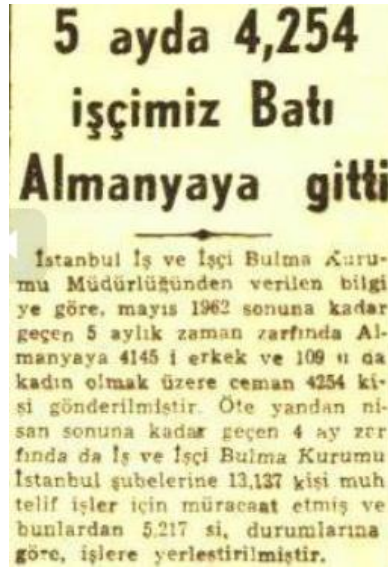 5 ayda 4,254
işçimiz Batı
Almanyaya gitti
İstanbul İş ve İşçi Bulma Kuru-
mu Müdürlüğünden verilen bilgi
ye göre, mayıs 1962 sonuna kadar
geçen 5 aylık zaman zarfında Al-
manyaya 4145 i erkek ve 109 u da
kadın olmak üzere ceman 4254 ki-
şi gönderilmiştir. Öte yandan ni-
san sonuna kadar geçen 4 ay zar
fında da İş ve İşçi Bulma Kurumu
İstanbul şubelerine 13,137 kişi muh
telif işler için müracaat etmiş ve
bunlardan 5,217 si, durumlarına
göre, işlere yerleştirilmiştir.